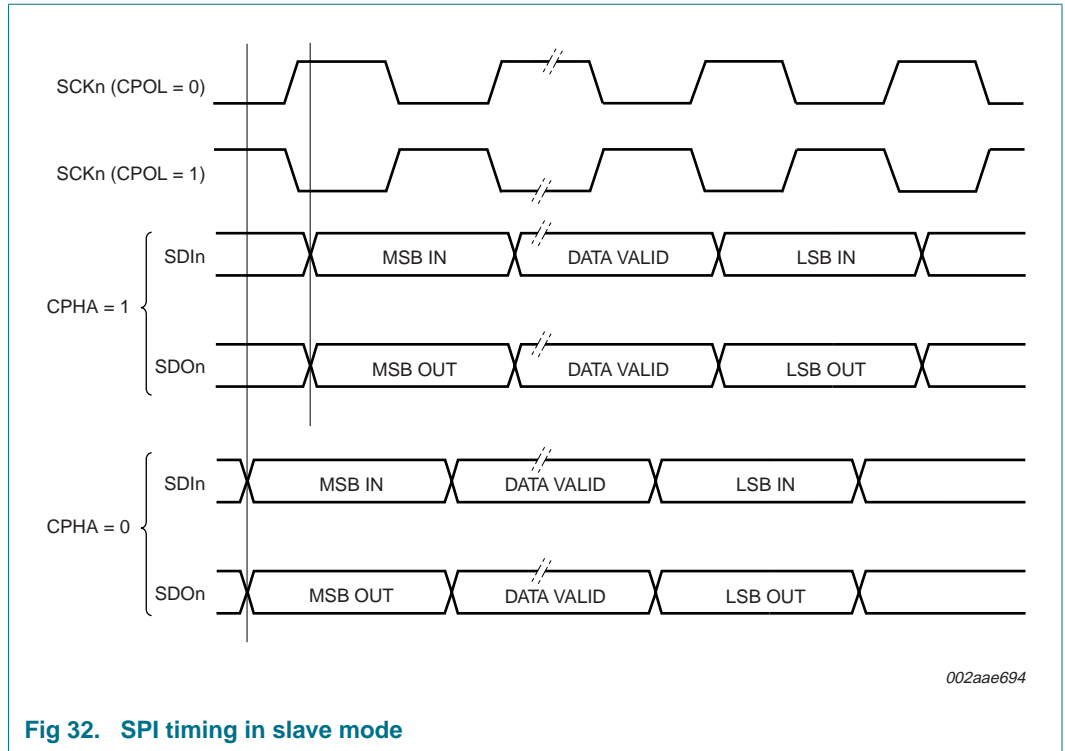 SCKn (CPOL = 0)
SCKn (CPOL = 1)
CPHA = 1
SDIn
MSB IN
DATA VALID
LSB IN
SDOn
MSB OUT
DATA VALID
LSB OUT
CPHA = 0
SDIn
MSB IN
DATA VALID
LSB IN
SDOn
MSB OUT
DATA VALID
LSB OUT
002aae694
Fig 32. SPI timing in slave mode